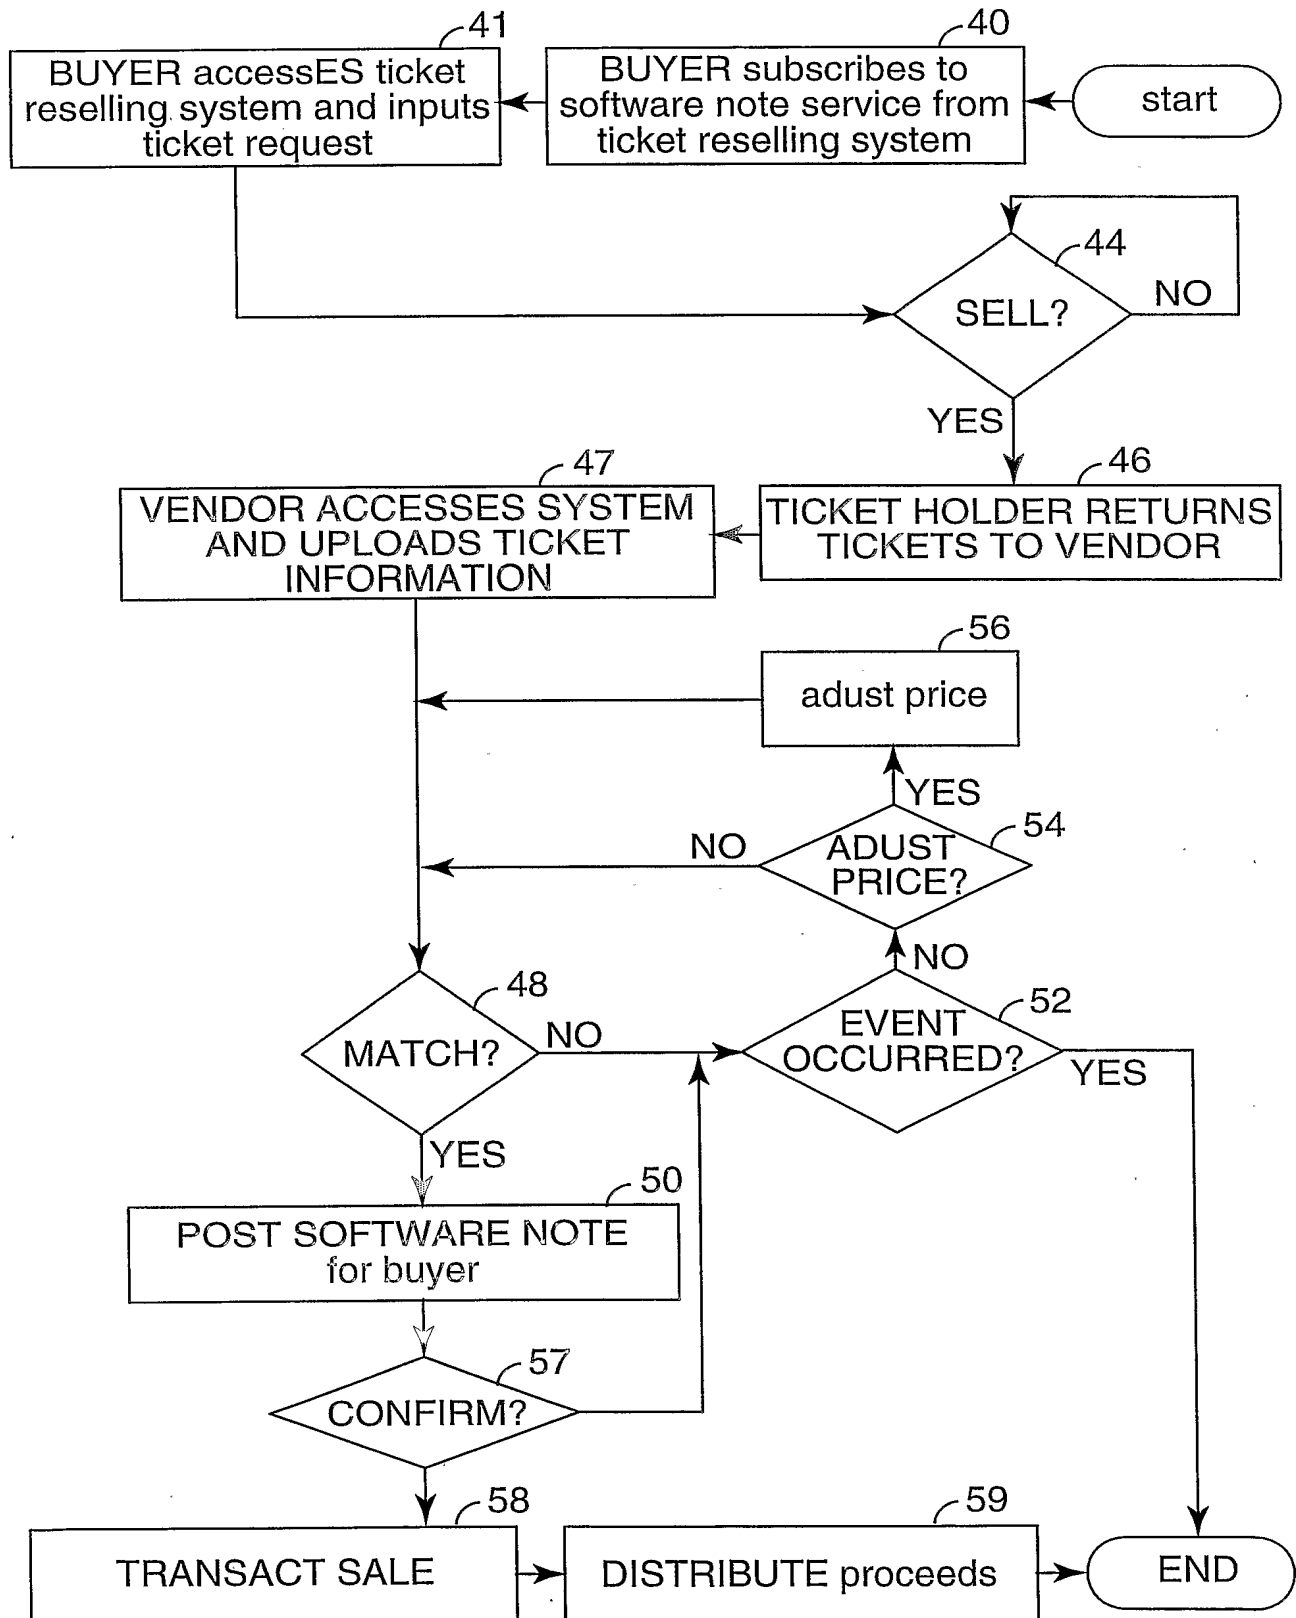 start
40
BUYER subscribes to
software note service from
ticket reselling system
41
BUYER accessES ticket
reselling system and inputs
ticket request
44
SELL?
NO
YES
46
TICKET HOLDER RETURNS
TICKETS TO VENDOR
47
VENDOR ACCESSES SYSTEM
AND UPLOADS TICKET
INFORMATION
56
adust price
YES
54
ADUST
PRICE?
NO
NO
48
MATCH?
NO
52
EVENT
OCCURRED?
YES
YES
50
POST SOFTWARE NOTE
for buyer
57
CONFIRM?
58
TRANSACT SALE
59
DISTRIBUTE proceeds
END